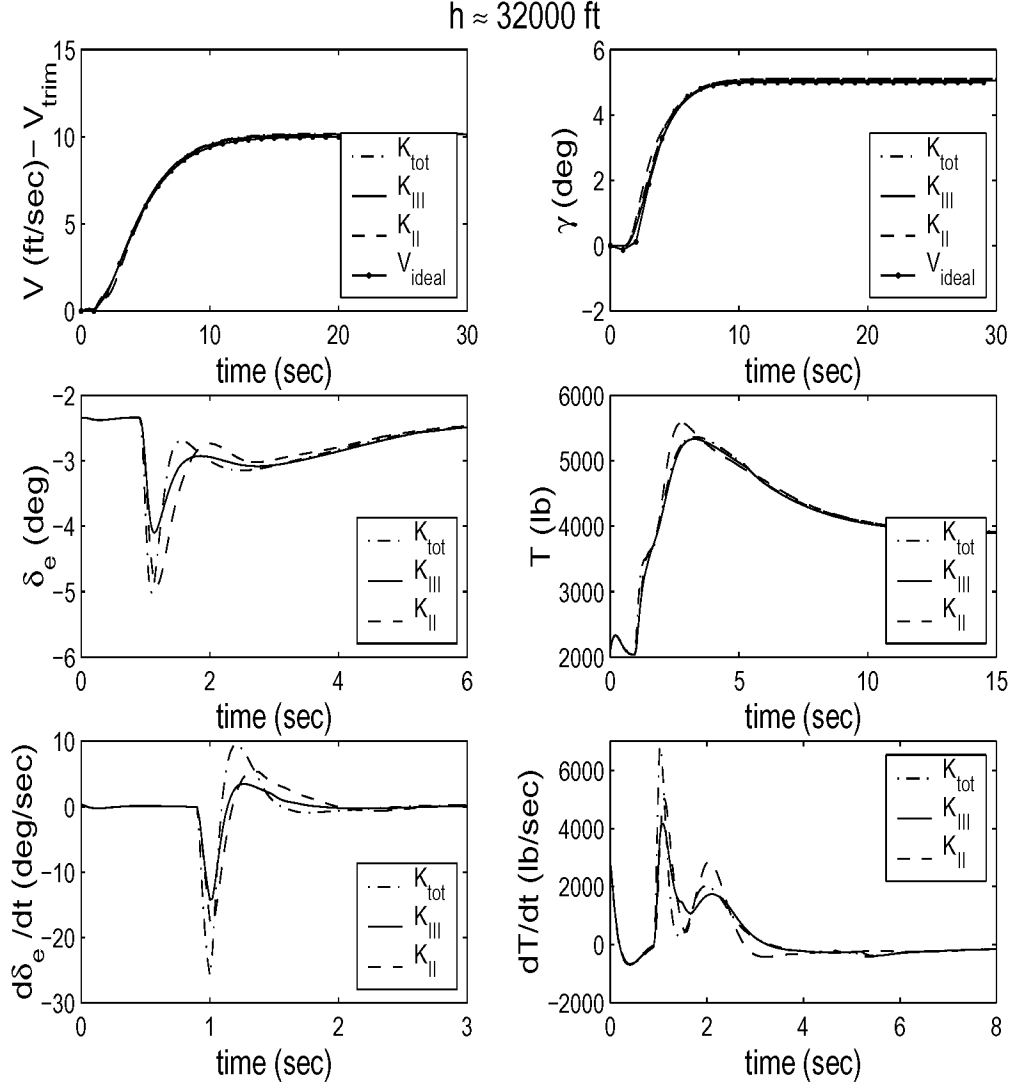 h ≈ 32000 ft
V (ft/sec) − V_trim
15
10
5
0
0 10 20 30
time (sec)
K_tot
K_III
K_II
V_ideal
γ (deg)
6
4
2
0
−2
0 10 20 30
time (sec)
K_tot
K_III
K_II
V_ideal
δ_e (deg)
−2
−3
−4
−5
−6
0 2 4 6
time (sec)
K_tot
K_III
K_II
T (lb)
6000
5000
4000
3000
2000
0 5 10 15
time (sec)
K_tot
K_III
K_II
dδ_e/dt (deg/sec)
10
0
−10
−20
−30
0 1 2 3
time (sec)
K_tot
K_III
K_II
dT/dt (lb/sec)
6000
4000
2000
0
−2000
0 2 4 6 8
time (sec)
K_tot
K_III
K_II